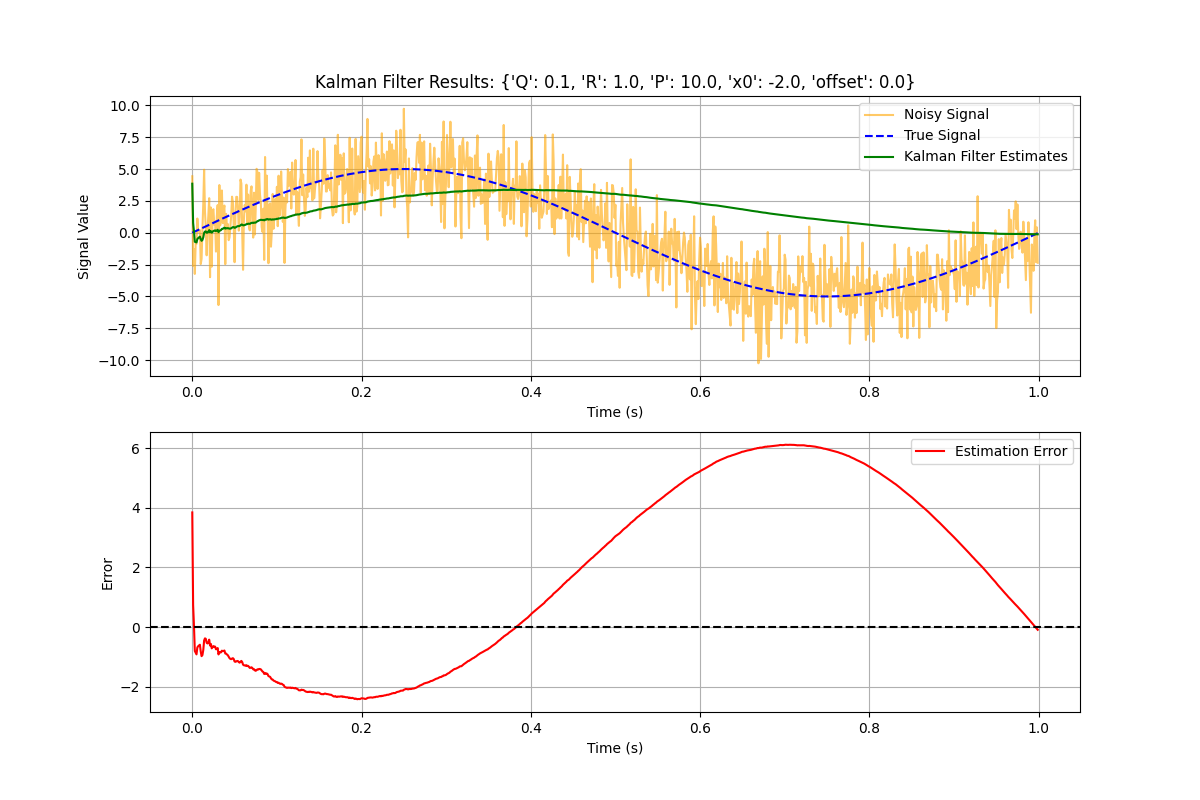 Kalman Filter Results: {'Q': 0.1, 'R': 1.0, 'P': 10.0, 'x0': -2.0, 'offset': 0.0}
Signal Value
10.0
7.5
5.0
2.5
0.0
−2.5
−5.0
−7.5
−10.0
Noisy Signal
True Signal
Kalman Filter Estimates
0.0 0.2 0.4 0.6 0.8 1.0
Time (s)
Error
6
4
2
0
−2
Estimation Error
0.0 0.2 0.4 0.6 0.8 1.0
Time (s)